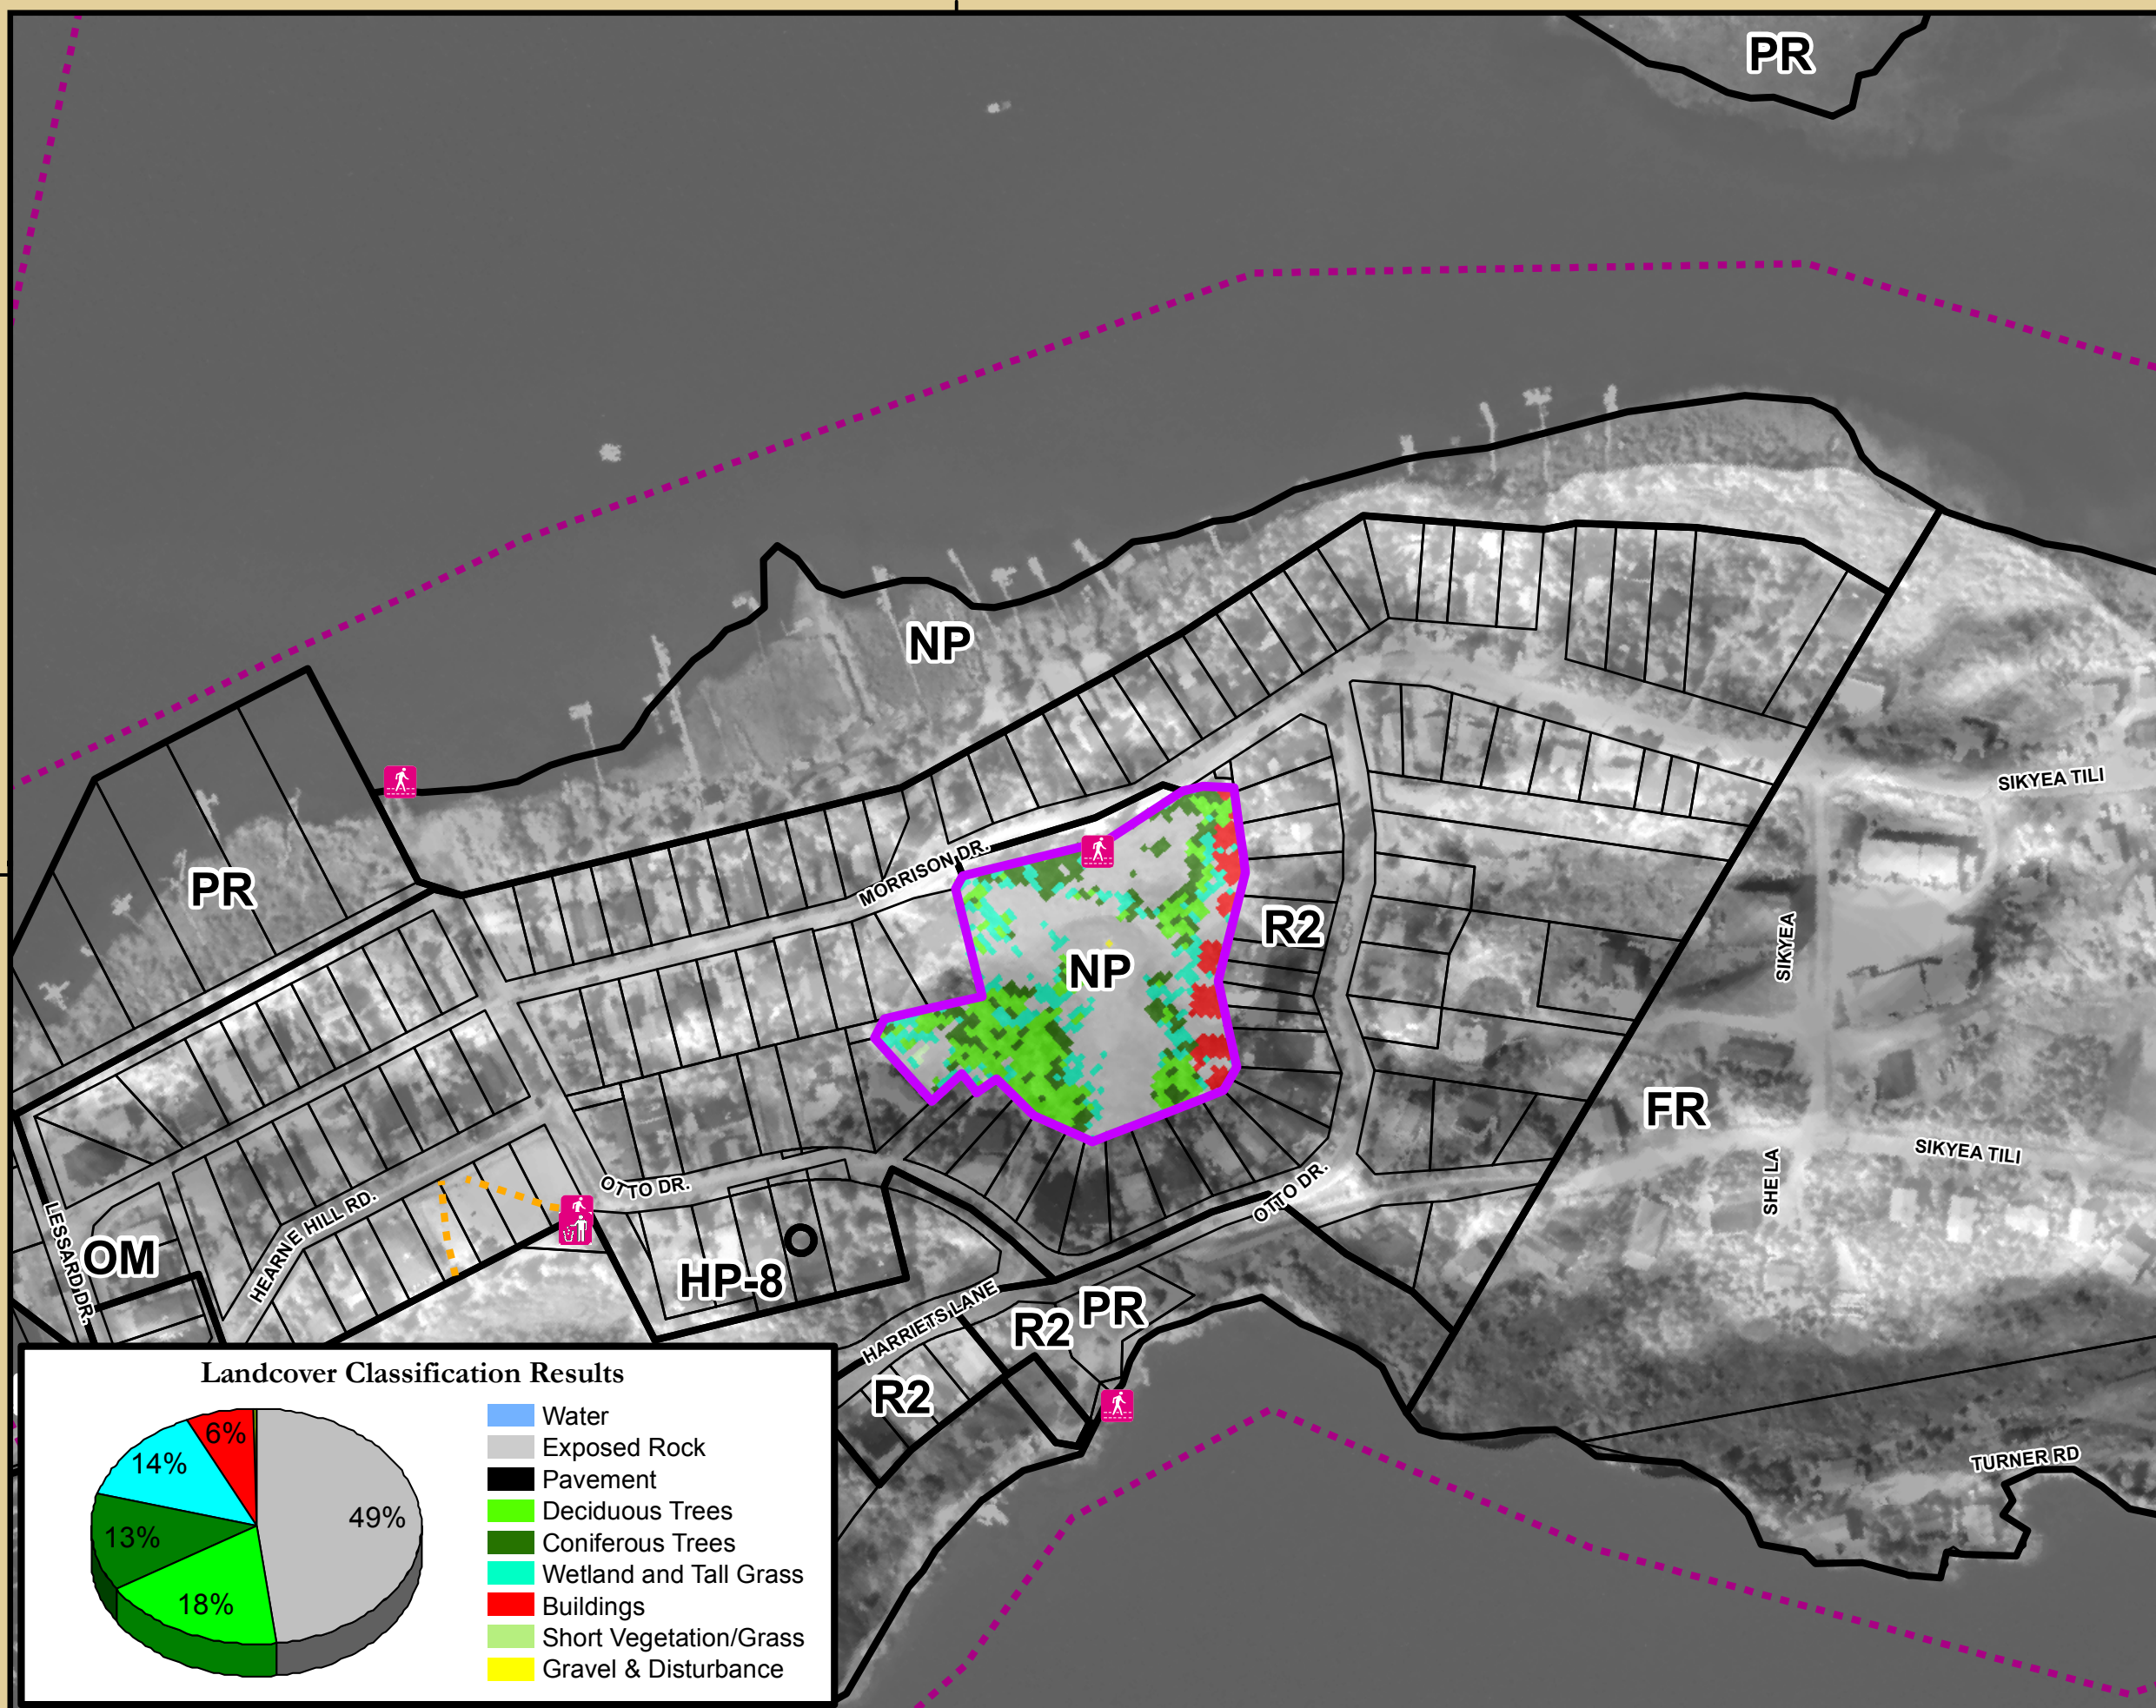 PR
NP
SIKYEA TILI
MORRISON DR.
PR
R2
SIKYEA
NP
FR
SIKYEA TILI
SHE LA
OTTO DR.
OTTO DR.
LESSARD DR.
HEARNE HILL RD.
OM
HP-8
HARRIETS LANE
PR
R2
R2
TURNER RD
Landcover Classification Results
6%
14%
49%
13%
18%
Water
Exposed Rock
Pavement
Deciduous Trees
Coniferous Trees
Wetland and Tall Grass
Buildings
Short Vegetation/Grass
Gravel & Disturbance